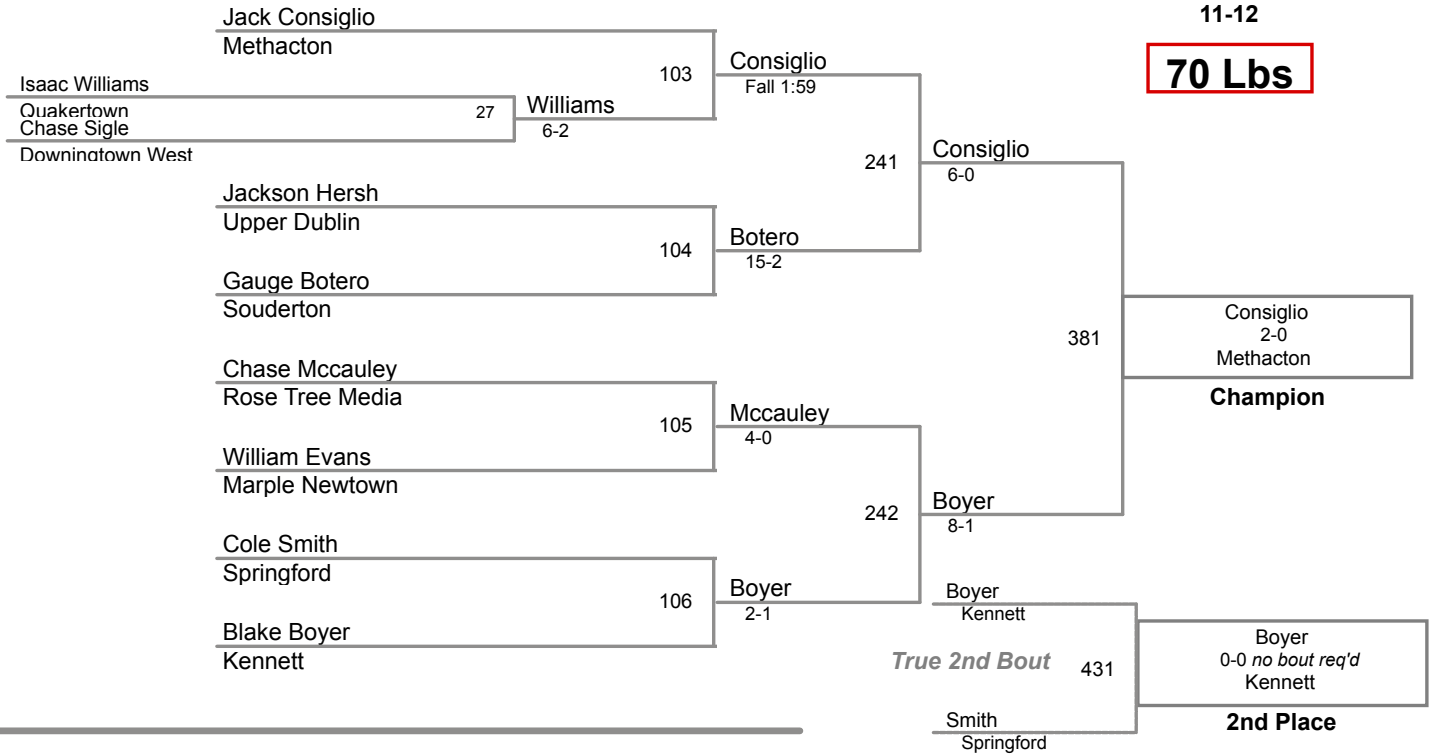 11-12
70 Lbs
Jack Consiglio
Methacton
103
Consiglio
Fall 1:59
Isaac Williams
Quakertown
27
Williams
6-2
Chase Sigle
Downingtown West
241
Consiglio
6-0
Jackson Hersh
Upper Dublin
104
Botero
15-2
Gauge Botero
Souderton
381
Consiglio
2-0
Methacton
Champion
Chase Mccauley
Rose Tree Media
105
Mccauley
4-0
William Evans
Marple Newtown
242
Boyer
8-1
Cole Smith
Springford
106
Boyer
2-1
Blake Boyer
Kennett
Boyer
Kennett
True 2nd Bout
431
Boyer
0-0 no bout req'd
Kennett
2nd Place
Smith
Springford